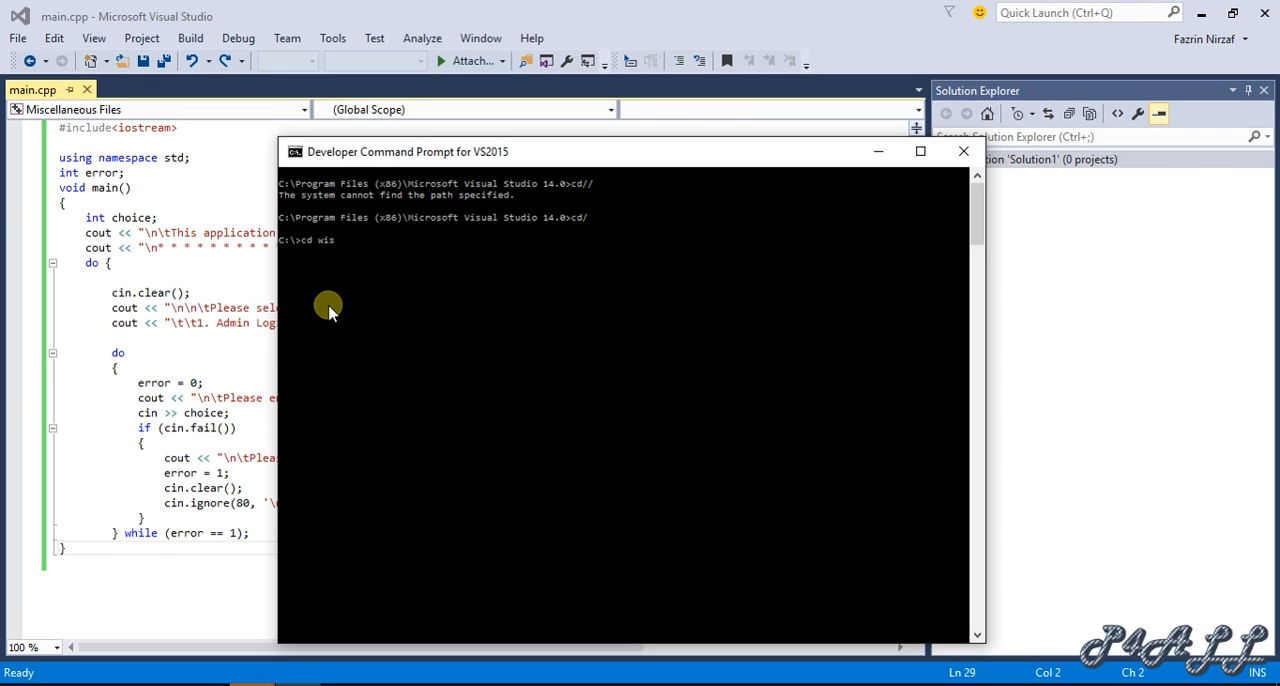 main.cpp - Microsoft Visual Studio
Quick Launch (Ctrl+Q)
File Edit View Project Build Debug Team Tools Test Analyze Window Help
Fazrin Nirzaf
Attach...
main.cpp
Solution Explorer
Miscellaneous Files
(Global Scope)
Search Solution Explorer (Ctrl+;)
'Solution1' (0 projects)
#include<iostream>
using namespace std;
int error;
void main()
{
int choice;
cout << "\n\tThis application
cout << "\n* * * * * * * * *
do {
cin.clear();
cout << "\n\n\tPlease sele
cout << "\t\t1. Admin Log
do
{
error = 0;
cout << "\n\tPlease en
cin >> choice;
if (cin.fail())
{
cout << "\n\tPlea
error = 1;
cin.clear();
cin.ignore(80, '\
}
} while (error == 1);
}
Developer Command Prompt for VS2015
C:\Program Files (x86)\Microsoft Visual Studio 14.0>cd//
The system cannot find the path specified.
C:\Program Files (x86)\Microsoft Visual Studio 14.0>cd/
C:\>cd wis
100 %
P4ALL
Ready
Ln 29
Col 2
Ch 2
INS